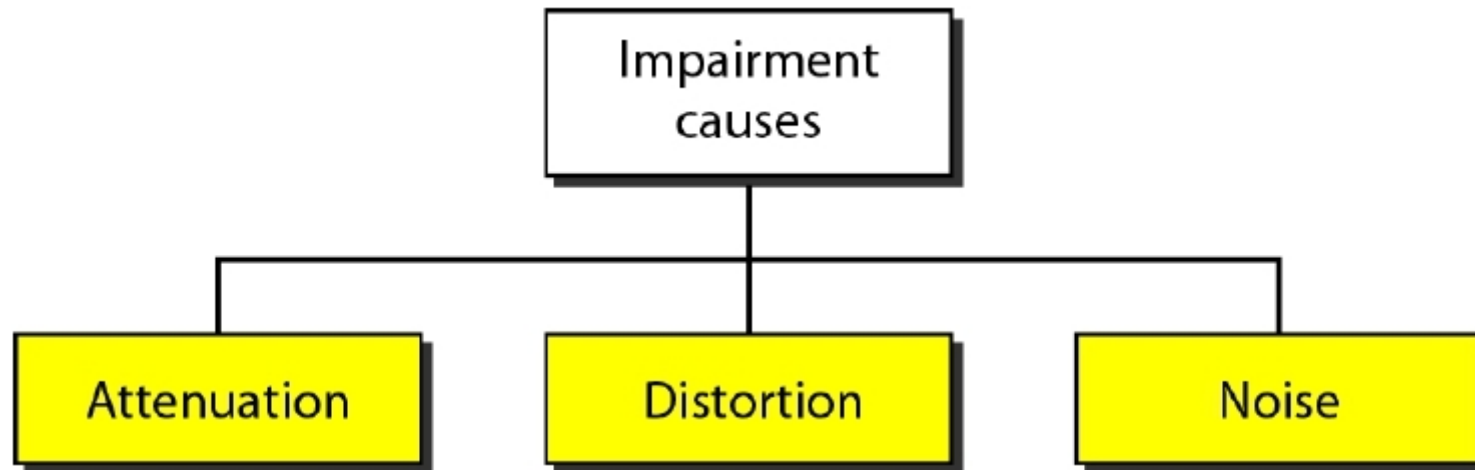 Impairment
causes
Attenuation
Distortion
Noise